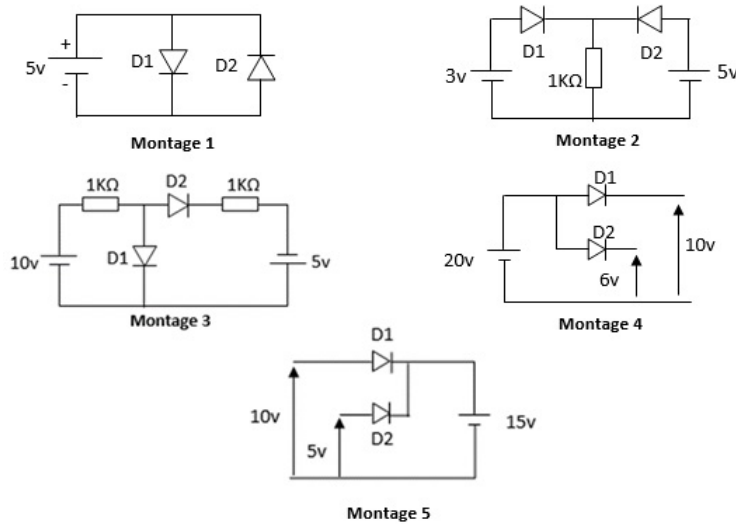 +
5v
-
D1
D2
Montage 1
D1
D2
3v
1KΩ
5v
Montage 2
1KΩ
D2
1KΩ
10v
D1
5v
Montage 3
D1
D2
20v
6v
10v
Montage 4
D1
10v
D2
5v
15v
Montage 5